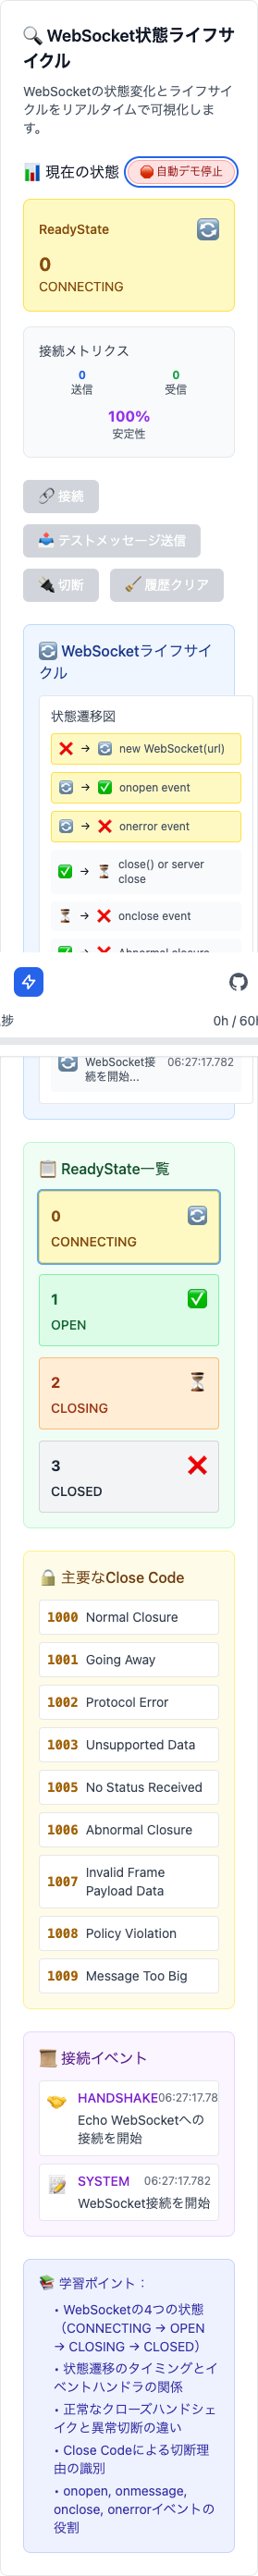 🔍 WebSocket状態ライフサ
イクル
WebSocketの状態変化とライフサイ
クルをリアルタイムで可視化しま
す。
📊 現在の状態 🛑 自動デモ停止
ReadyState
0
CONNECTING
接続メトリクス
0 0
送信 受信
100%
安定性
🔗 接続
📤 テストメッセージ送信
🔌 切断 🧹 履歴クリア
🔄 WebSocketライフサイ
クル
状態遷移図
❌ → 🔄 new WebSocket(url)
🔄 → ✅ onopen event
🔄 → ❌ onerror event
✅ → ⏳ close() or server
close
⏳ → ❌ onclose event
✅ → ❌ Abnormal closure
捗 0h / 60h
🔄 WebSocket接 06:27:17.782
続を開始...
📋 ReadyState一覧
0
CONNECTING
1
OPEN
2
CLOSING
3
CLOSED
🔒 主要なClose Code
1000 Normal Closure
1001 Going Away
1002 Protocol Error
1003 Unsupported Data
1005 No Status Received
1006 Abnormal Closure
1007 Invalid Frame
Payload Data
1008 Policy Violation
1009 Message Too Big
📜 接続イベント
HANDSHAKE 06:27:17.78
Echo WebSocketへの
接続を開始
SYSTEM 06:27:17.782
WebSocket接続を開始
📚 学習ポイント：
• WebSocketの4つの状態
（CONNECTING → OPEN
→ CLOSING → CLOSED）
• 状態遷移のタイミングとイ
ベントハンドラの関係
• 正常なクローズハンドシェ
イクと異常切断の違い
• Close Codeによる切断理
由の識別
• onopen, onmessage,
onclose, onerrorイベントの
役割